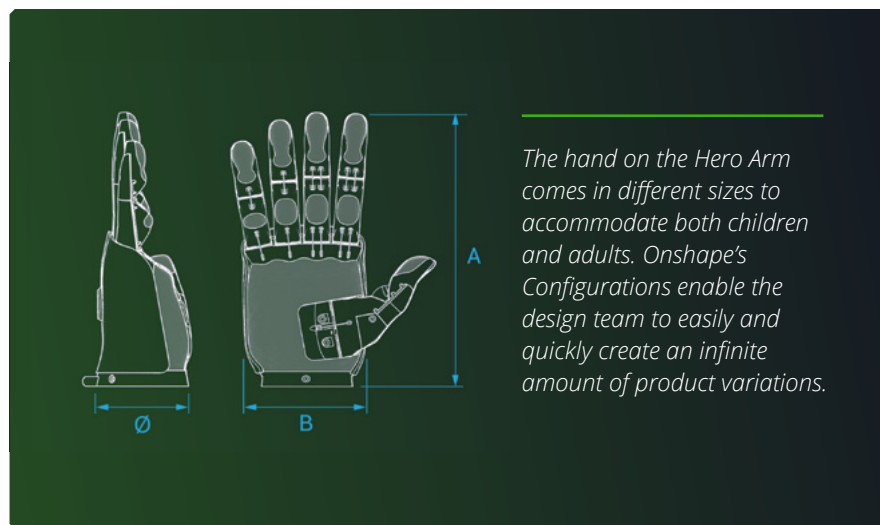 The hand on the Hero Arm
comes in different sizes to
accommodate both children
and adults. Onshape’s
Configurations enable the
design team to easily and
quickly create an infinite
amount of product variations.
A
Ø
B